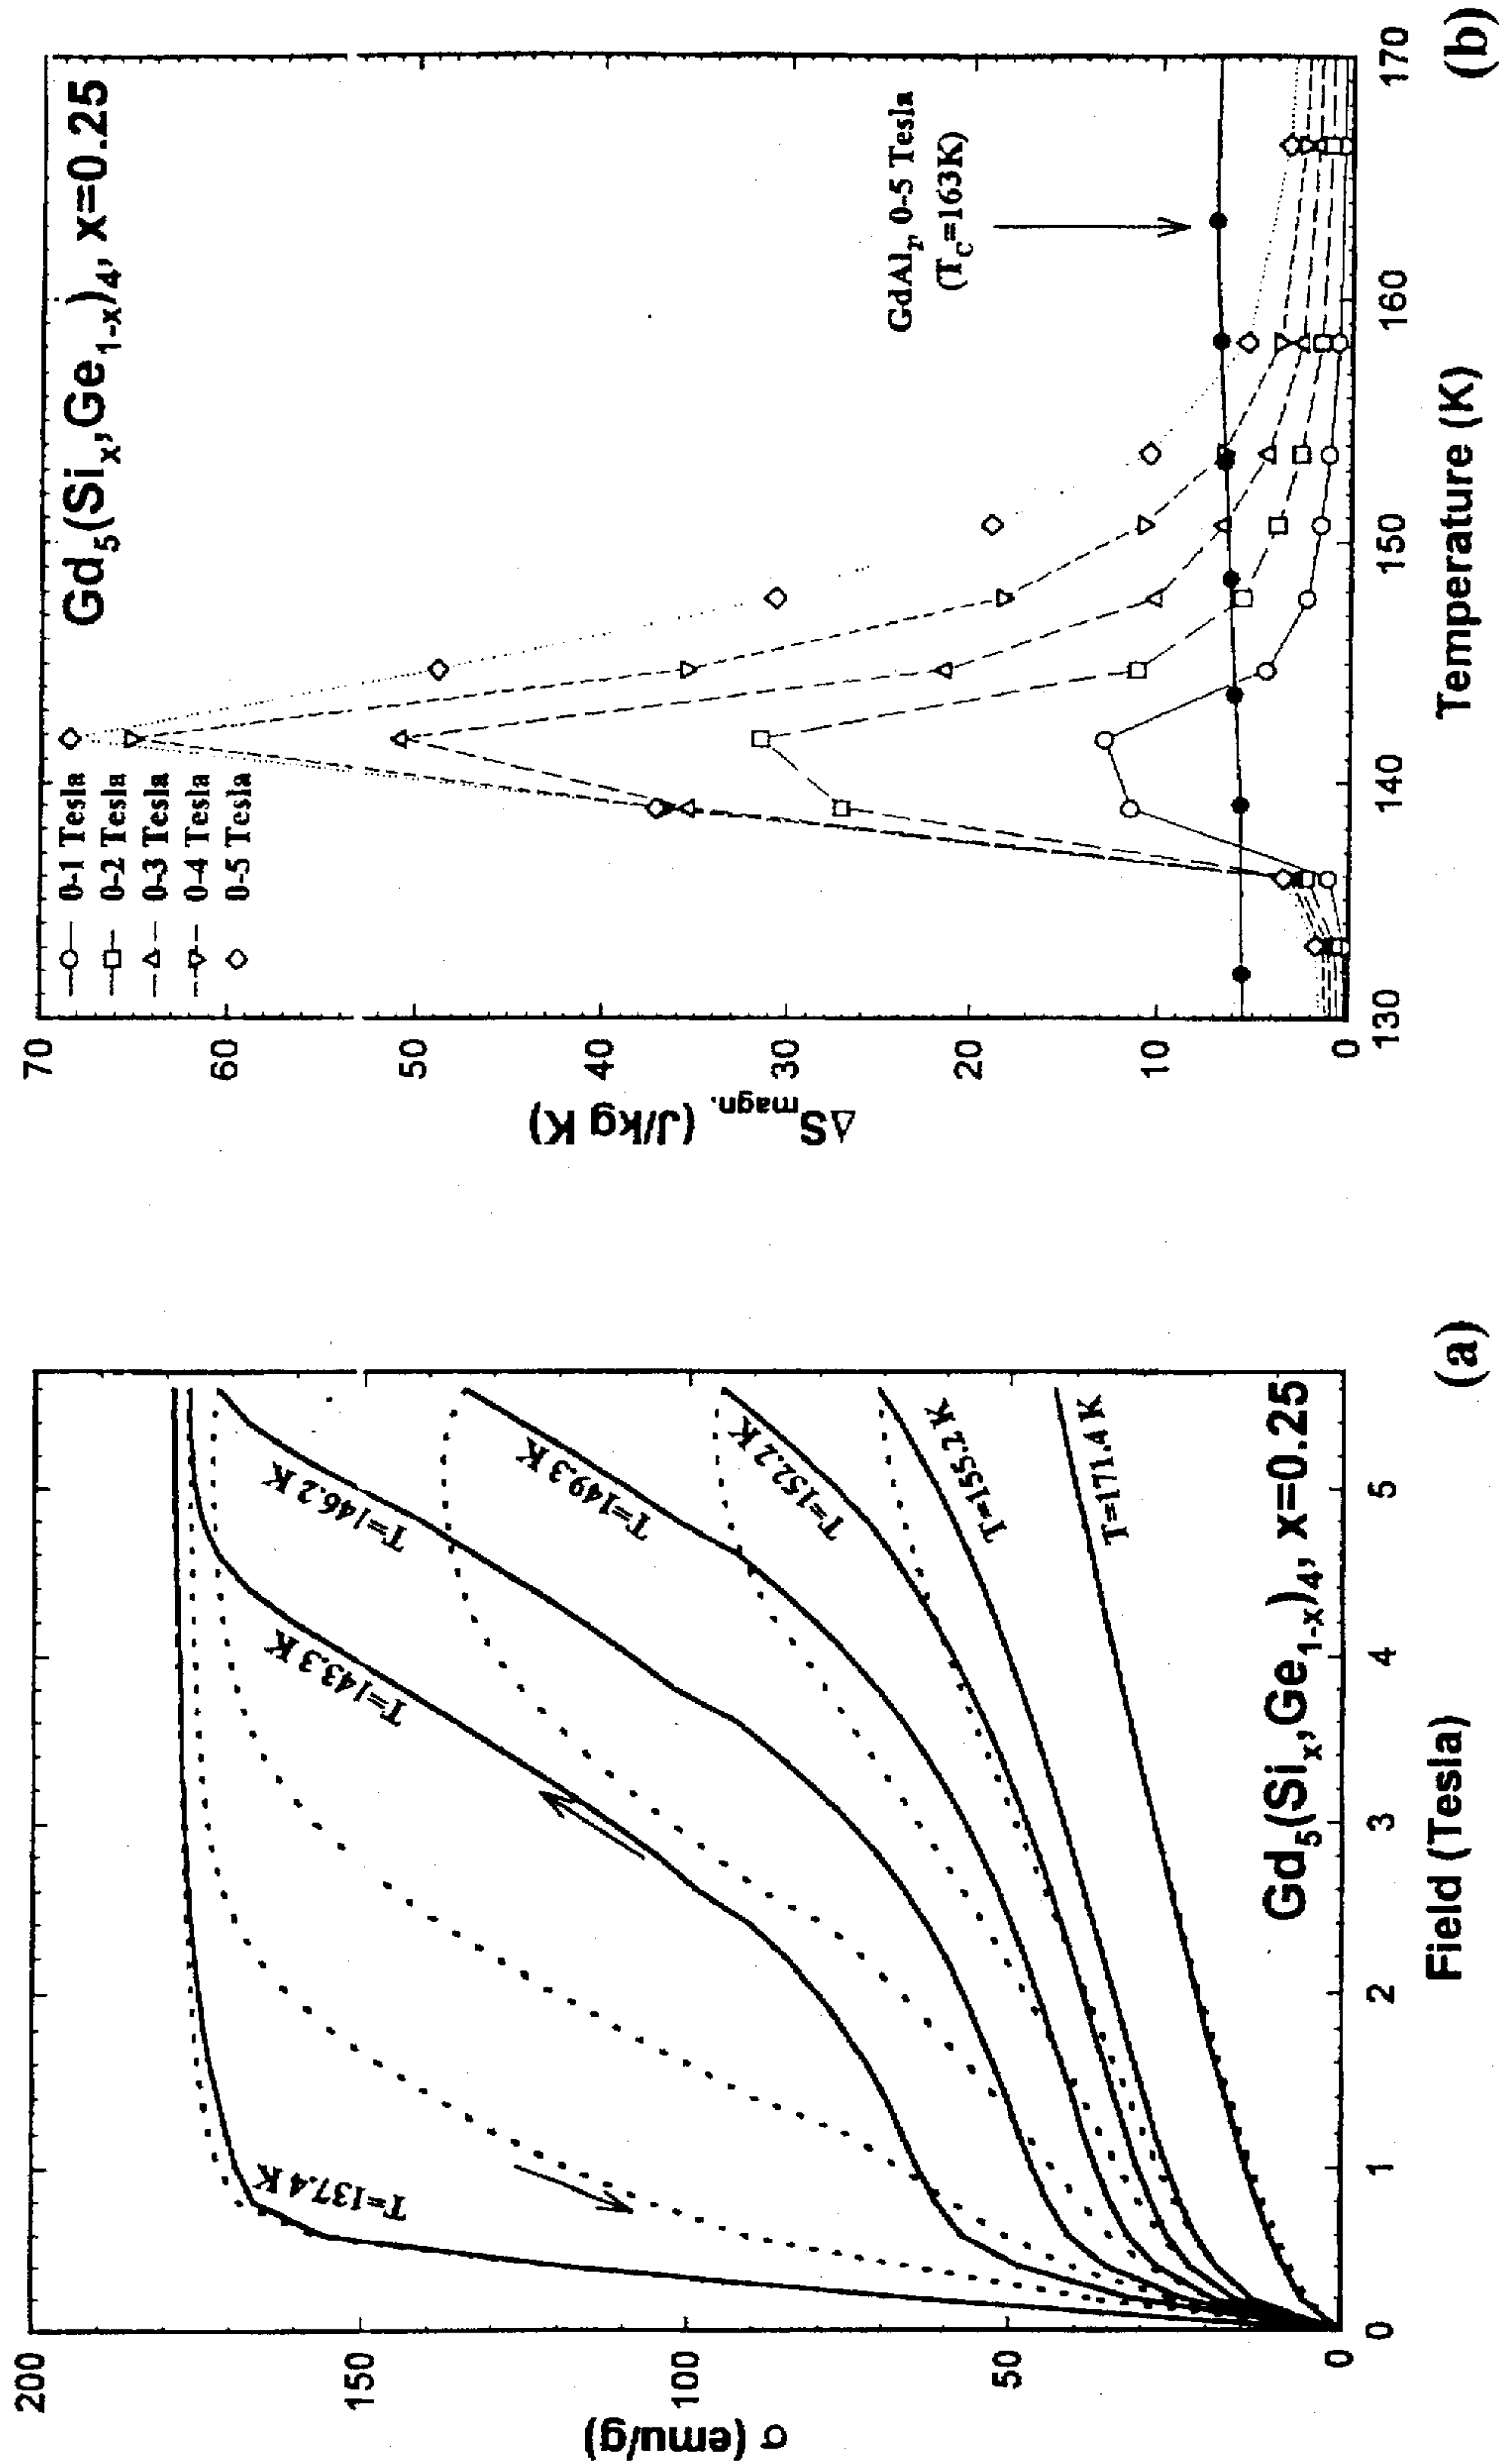 200
150
100
50
0
σ (emu/g)
T=137.4 K
T=143.3 K
T=146.2 K
T=149.3 K
T=152.2 K
T=155.2 K
T=171.4 K
Gd5(Six,Ge1-x)4, x=0.25
0 1 2 3 4 5
Field (Tesla)
(a)
70
60
50
40
30
20
10
0
ΔSmagn. (J/kg K)
0-1 Tesla
0-2 Tesla
0-3 Tesla
0-4 Tesla
0-5 Tesla
Gd5(Six,Ge1-x)4, x=0.25
GdAl2, 0-5 Tesla
(TC=163K)
130 140 150 160 170
Temperature (K)
(b)